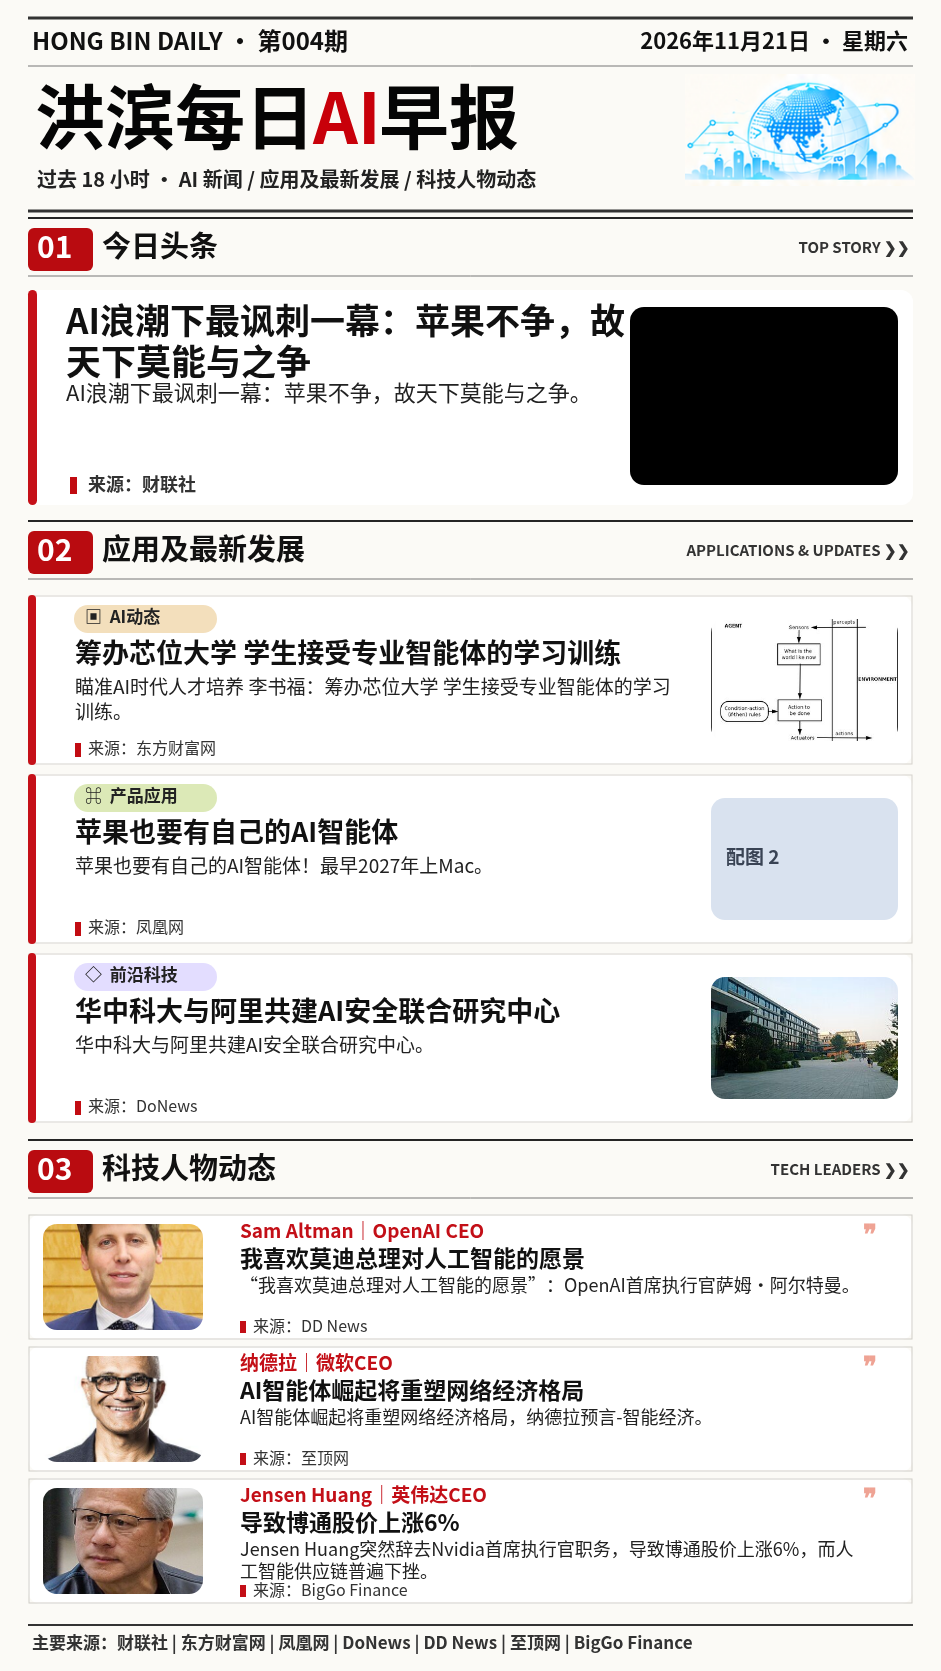 HONG BIN DAILY · 第004期
2026年11月21日 · 星期六
洪滨每日AI早报
过去 18 小时 · AI 新闻 / 应用及最新发展 / 科技人物动态
01 今日头条
TOP STORY ❯❯
AI浪潮下最讽刺一幕：苹果不争，故
天下莫能与之争
AI浪潮下最讽刺一幕：苹果不争，故天下莫能与之争。
来源：财联社
02 应用及最新发展
APPLICATIONS & UPDATES ❯❯
▣ AI动态
筹办芯位大学 学生接受专业智能体的学习训练
瞄准AI时代人才培养 李书福：筹办芯位大学 学生接受专业智能体的学习
训练。
来源：东方财富网
AGENT
Sensors
percepts
What is the
world like now
ENVIRONMENT
Condition-action
(if-then) rules
Action to
be done
Actuators
actions
⌘ 产品应用
苹果也要有自己的AI智能体
苹果也要有自己的AI智能体！最早2027年上Mac。
来源：凤凰网
配图 2
◇ 前沿科技
华中科大与阿里共建AI安全联合研究中心
华中科大与阿里共建AI安全联合研究中心。
来源：DoNews
03 科技人物动态
TECH LEADERS ❯❯
Sam Altman｜OpenAI CEO
我喜欢莫迪总理对人工智能的愿景
“我喜欢莫迪总理对人工智能的愿景”：OpenAI首席执行官萨姆·阿尔特曼。
来源：DD News
纳德拉｜微软CEO
AI智能体崛起将重塑网络经济格局
AI智能体崛起将重塑网络经济格局，纳德拉预言-智能经济。
来源：至顶网
Jensen Huang｜英伟达CEO
导致博通股价上涨6%
Jensen Huang突然辞去Nvidia首席执行官职务，导致博通股价上涨6%，而人
工智能供应链普遍下挫。
来源：BigGo Finance
主要来源：财联社 | 东方财富网 | 凤凰网 | DoNews | DD News | 至顶网 | BigGo Finance